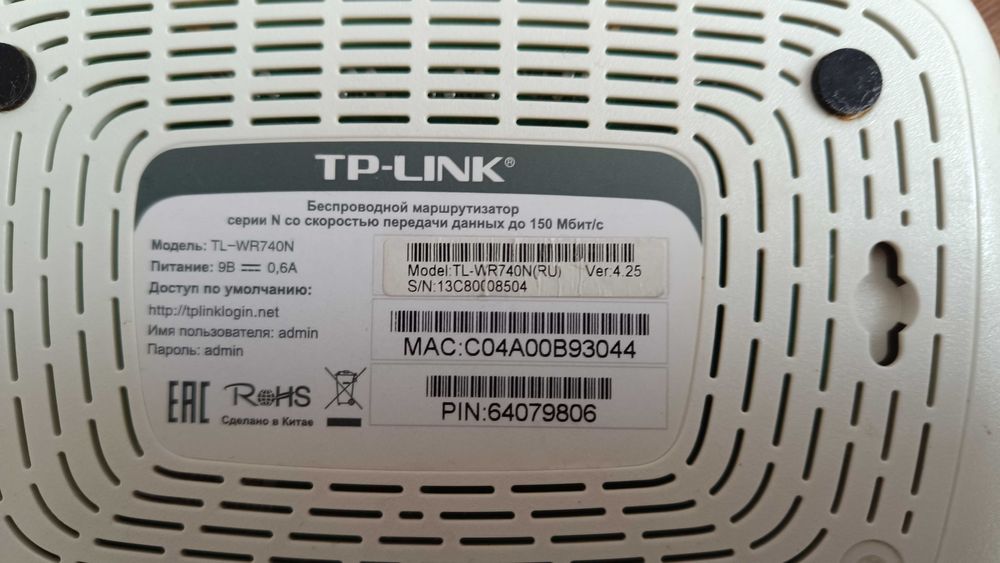 TP-LINK®
Беспроводной маршрутизатор
серии N со скоростью передачи данных до 150 Мбит/с
Модель: TL-WR740N
Питание: 9В 0,6А
Доступ по умолчанию:
http://tplinklogin.net
Имя пользователя: admin
Пароль: admin
EAC RoHS
Сделано в Китае
Model:TL-WR740N(RU) Ver:4.25
S/N:13C80008504
MAC:C04A00B93044
PIN:64079806